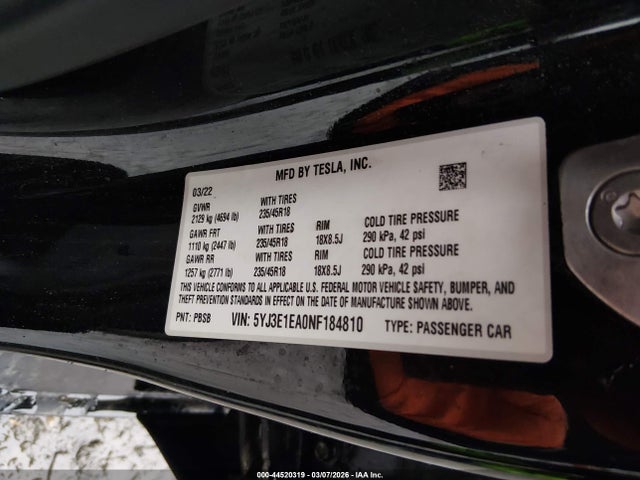 MFD BY TESLA, INC.
03/22
GVWR WITH TIRES
2129 kg (4694 lb) 235/45R18
GAWR FRT WITH TIRES RIM COLD TIRE PRESSURE
1110 kg (2447 lb) 235/45R18 18X8.5J 290 kPa, 42 psi
GAWR RR WITH TIRES RIM COLD TIRE PRESSURE
1257 kg (2771 lb) 235/45R18 18X8.5J 290 kPa, 42 psi
THIS VEHICLE CONFORMS TO ALL APPLICABLE U.S. FEDERAL MOTOR VEHICLE SAFETY, BUMPER, AND
THEFT PREVENTION STANDARDS IN EFFECT ON THE DATE OF MANUFACTURE SHOWN ABOVE.
PNT: PBSB VIN: 5YJ3E1EA0NF184810 TYPE: PASSENGER CAR
000-44520319 - 03/07/2026 - IAA Inc.